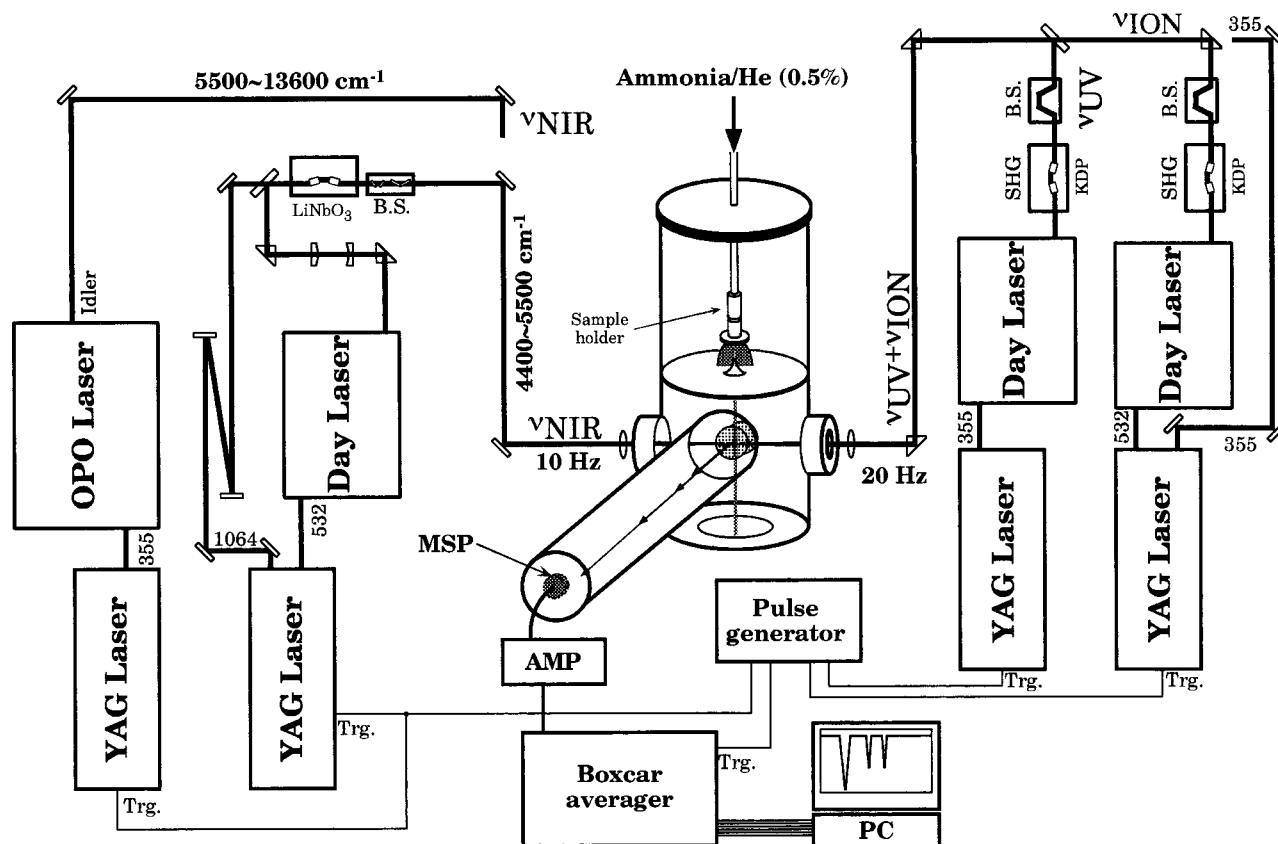 5500~13600 cm-1
νNIR
Ammonia/He (0.5%)
νION
355
B.S.
νUV
B.S.
SHG
KDP
SHG
KDP
LiNbO3
B.S.
Idler
4400~5500 cm-1
Sample
holder
νUV+νION
OPO Laser
Day Laser
Day Laser
Day Laser
νNIR
10 Hz
20 Hz
355
532
355
355
1064
532
MSP
YAG Laser
YAG Laser
YAG Laser
YAG Laser
Pulse
generator
AMP
Trg.
Trg.
Trg.
Trg.
Trg.
Boxcar
averager
PC